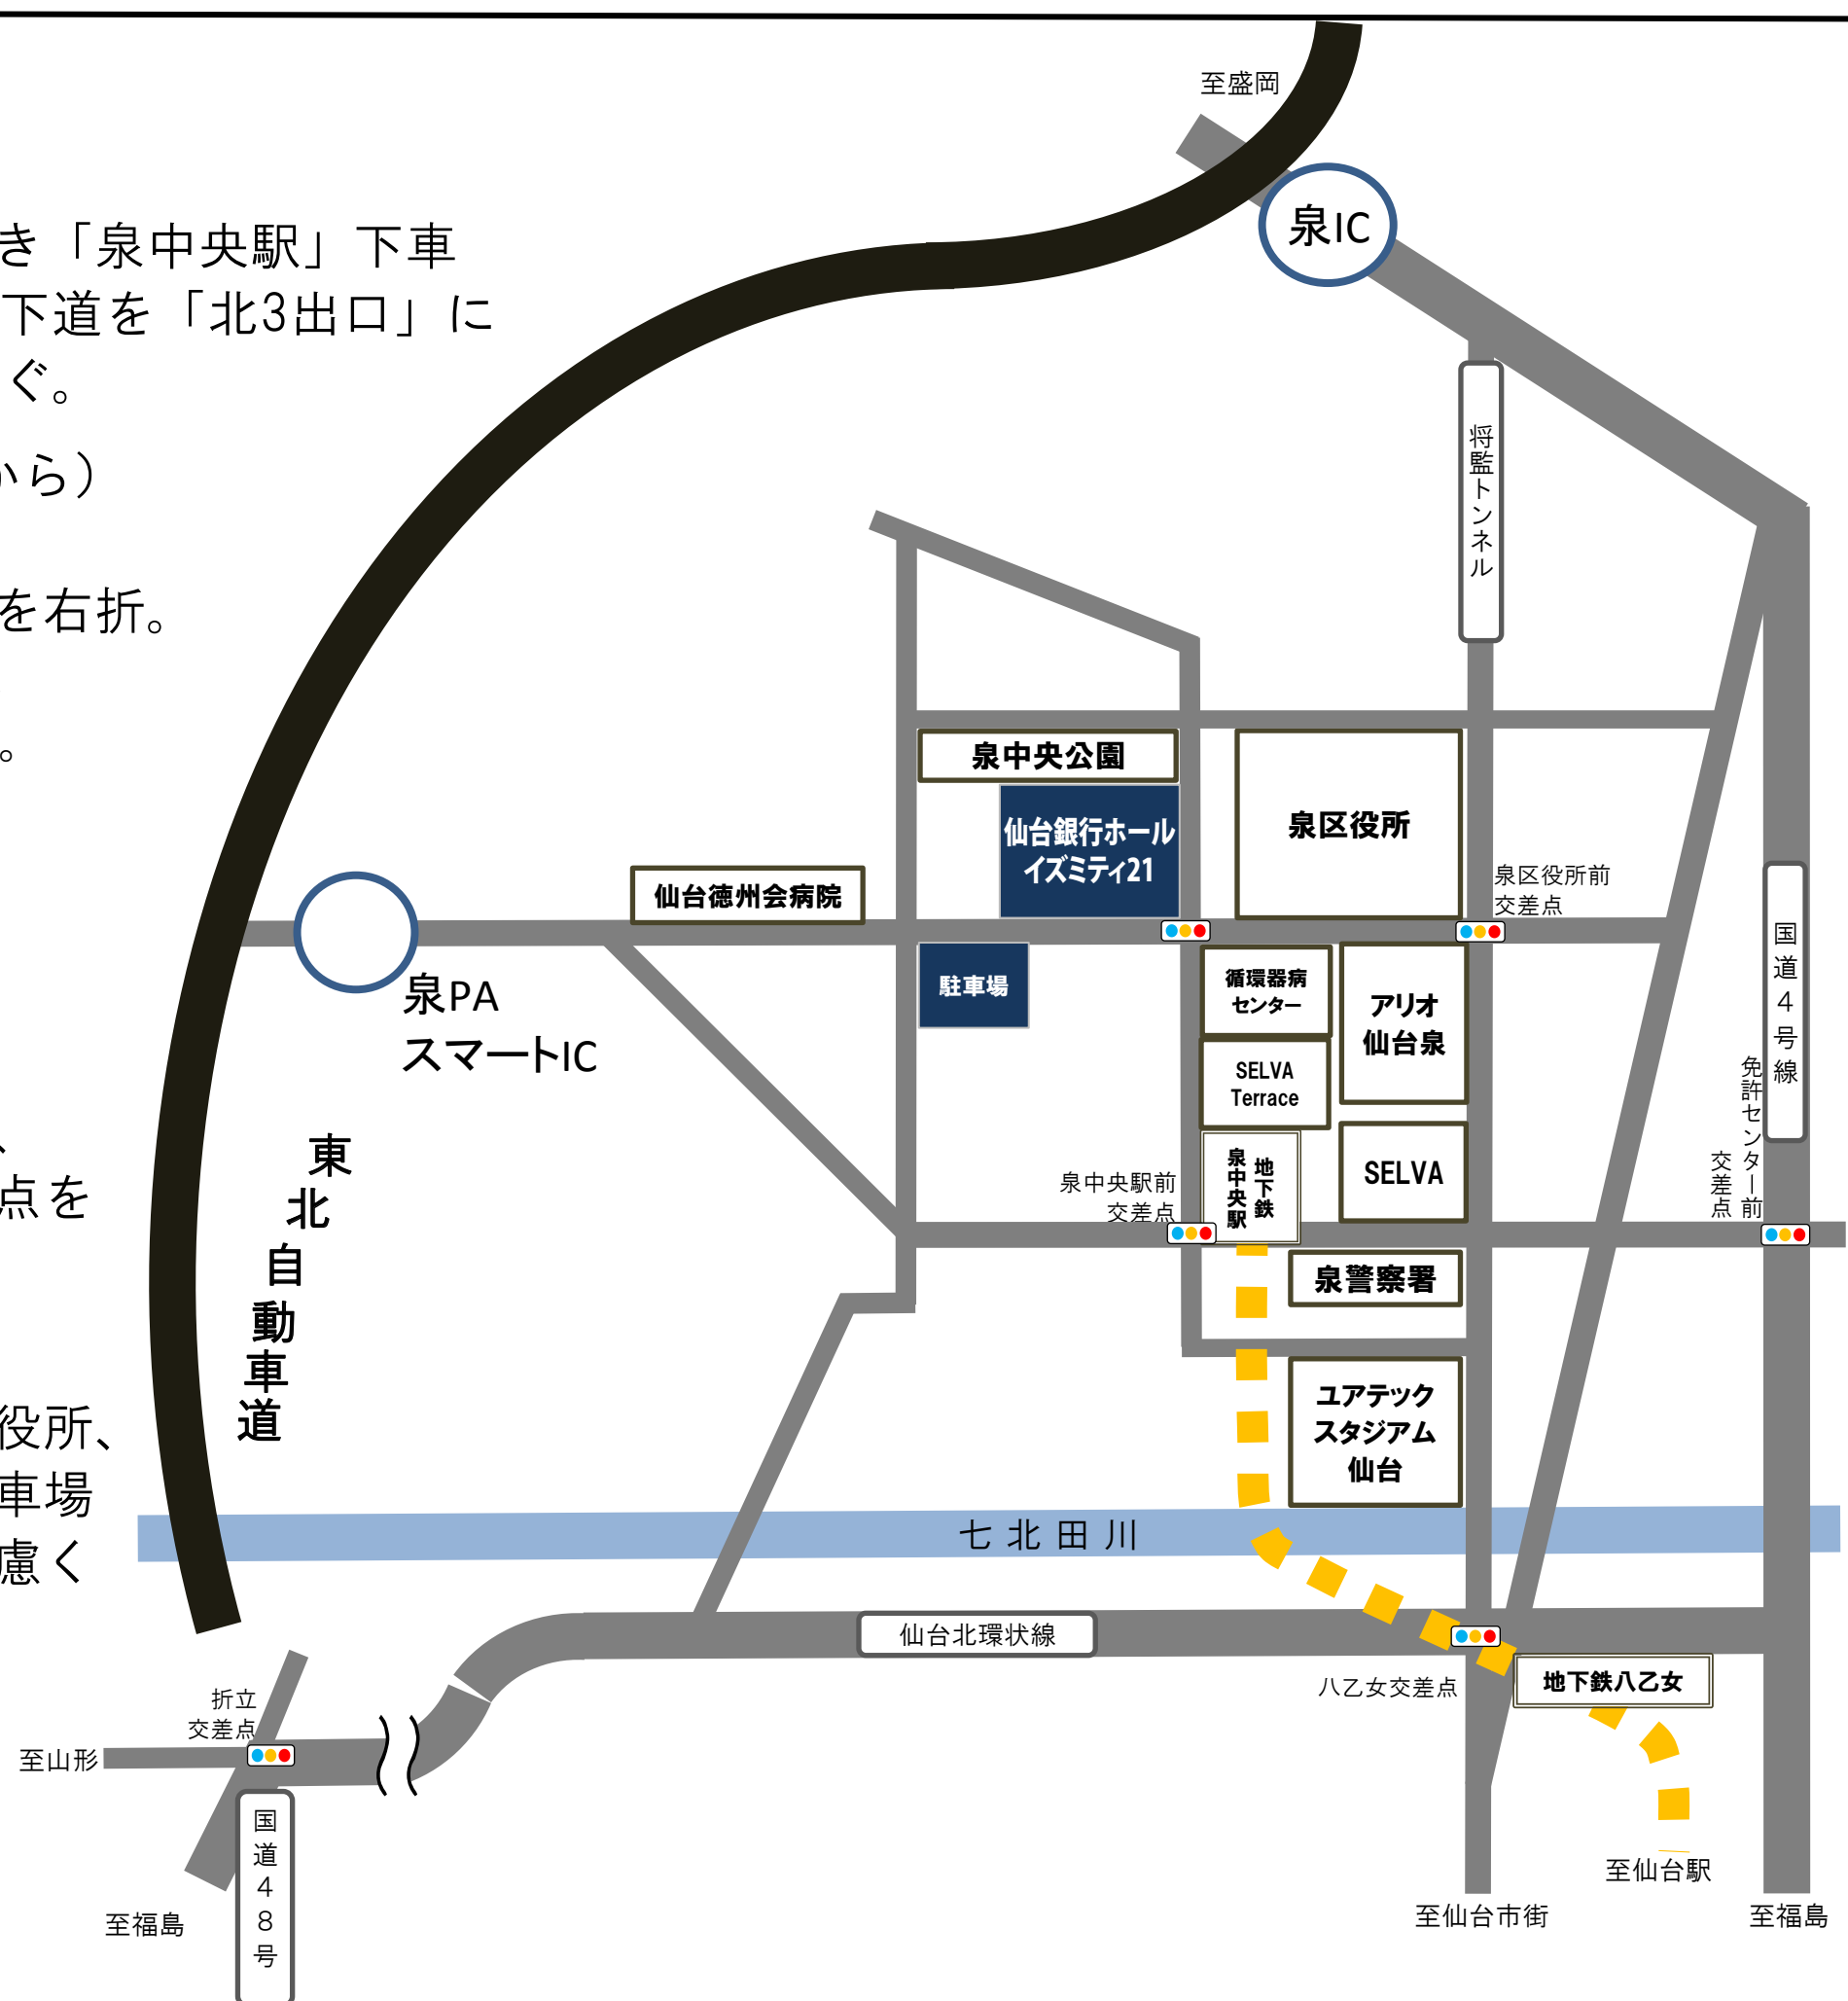 至盛岡
泉IC
き「泉中央駅」下車
下道を「北3出口」に
ぐ。
から）
を右折。
。
、
点を
役所、
車場
慮く
将監トンネル
泉中央公園
仙台銀行ホール
イズミティ21
泉区役所
泉区役所前
交差点
仙台徳州会病院
国道４号線
駐車場
循環器病
センター
アリオ
仙台泉
泉PA
スマートIC
SELVA
Terrace
免許センター前
交差点
東北自動車道
泉中央駅前
交差点
地下鉄
泉中央駅
SELVA
泉警察署
ユアテック
スタジアム
仙台
七北田川
仙台北環状線
八乙女交差点
地下鉄八乙女
折立
交差点
至山形
国道４８号
至福島
至仙台駅
至仙台市街
至福島